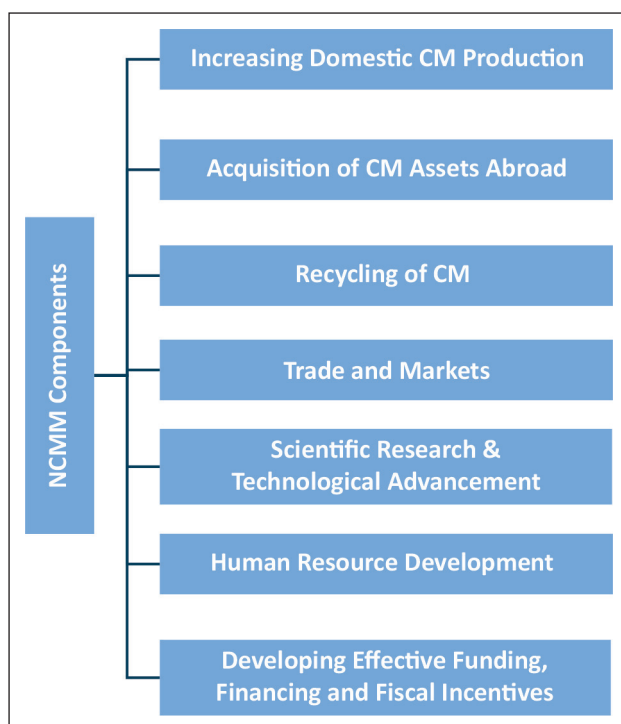 NCMM Components
Increasing Domestic CM Production
Acquisition of CM Assets Abroad
Recycling of CM
Trade and Markets
Scientific Research &
Technological Advancement
Human Resource Development
Developing Effective Funding,
Financing and Fiscal Incentives